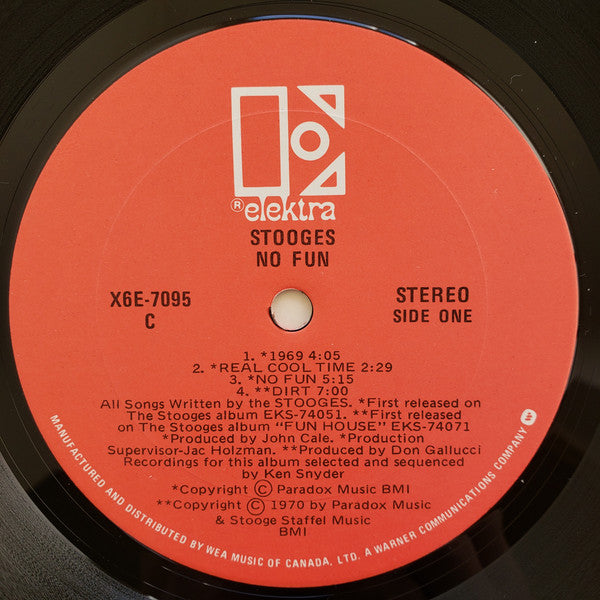 ® elektra
STOOGES
NO FUN
X6E-7095
C
STEREO
SIDE ONE
1. *1969 4:05
2. *REAL COOL TIME 2:29
3. *NO FUN 5:15
4. **DIRT 7:00
All Songs Written by the STOOGES. *First released on
The Stooges album EKS-74051. **First released
on The Stooges album "FUN HOUSE" EKS-74071
*Produced by John Cale. *Production
Supervisor-Jac Holzman. **Produced by Don Gallucci
Recordings for this album selected and sequenced
by Ken Snyder
*Copyright © Paradox Music BMI
**Copyright © 1970 by Paradox Music
& Stooge Staffel Music
BMI
MANUFACTURED AND DISTRIBUTED BY WEA MUSIC OF CANADA, LTD. A WARNER COMMUNICATIONS COMPANY